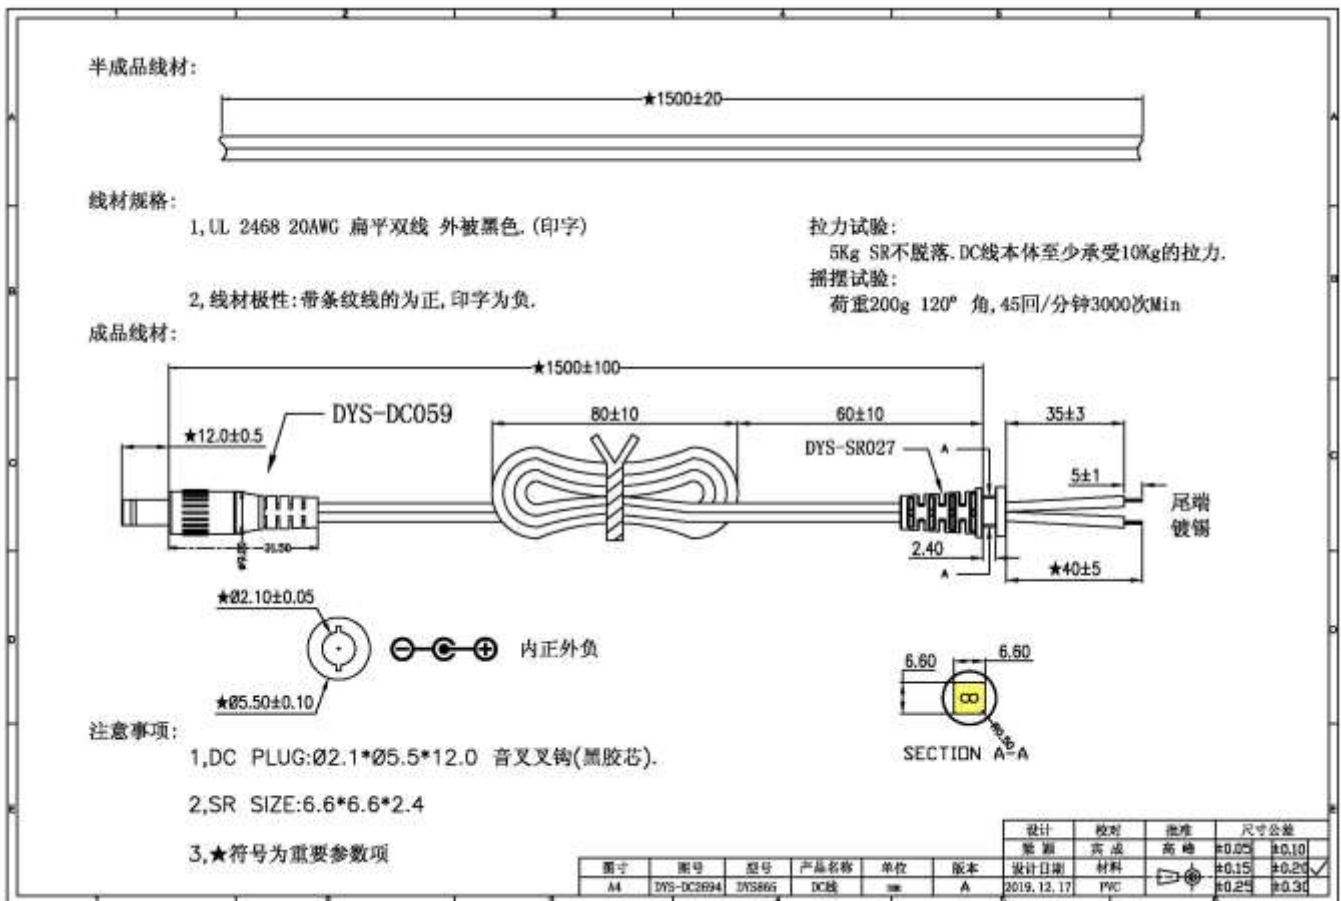 半成品线材:
★1500±20
线材规格:
1,UL 2468 20AWG 扁平双线 外被黑色.(印字)
2,线材极性:带条纹线的为正,印字为负.
拉力试验:
5Kg SR不脱落.DC线本体至少承受10Kg的拉力.
摇摆试验:
荷重200g 120° 角,45回/分钟3000次Min
成品线材:
★1500±100
DYS-DC059
80±10
60±10
35±3
★12.0±0.5
DYS-SR027
A
5±1
尾端
镀锡
2.40
A
★40±5
★Ø2.10±0.05
内正外负
★Ø5.50±0.10
6.60
6.60
SECTION A-A
注意事项:
1,DC PLUG:Ø2.1*Ø5.5*12.0 音叉叉钩(黑胶芯).
2,SR SIZE:6.6*6.6*2.4
3,★符号为重要参数项
设计 校对 批准 尺寸公差
±0.05 ±0.10
图寸 图号 型号 产品名称 单位 版本 设计日期 材料 ±0.15 ±0.20
A4 DYS-DC2694 DYS866 DC线 mm A 2019.12.17 PVC ±0.25 ±0.30